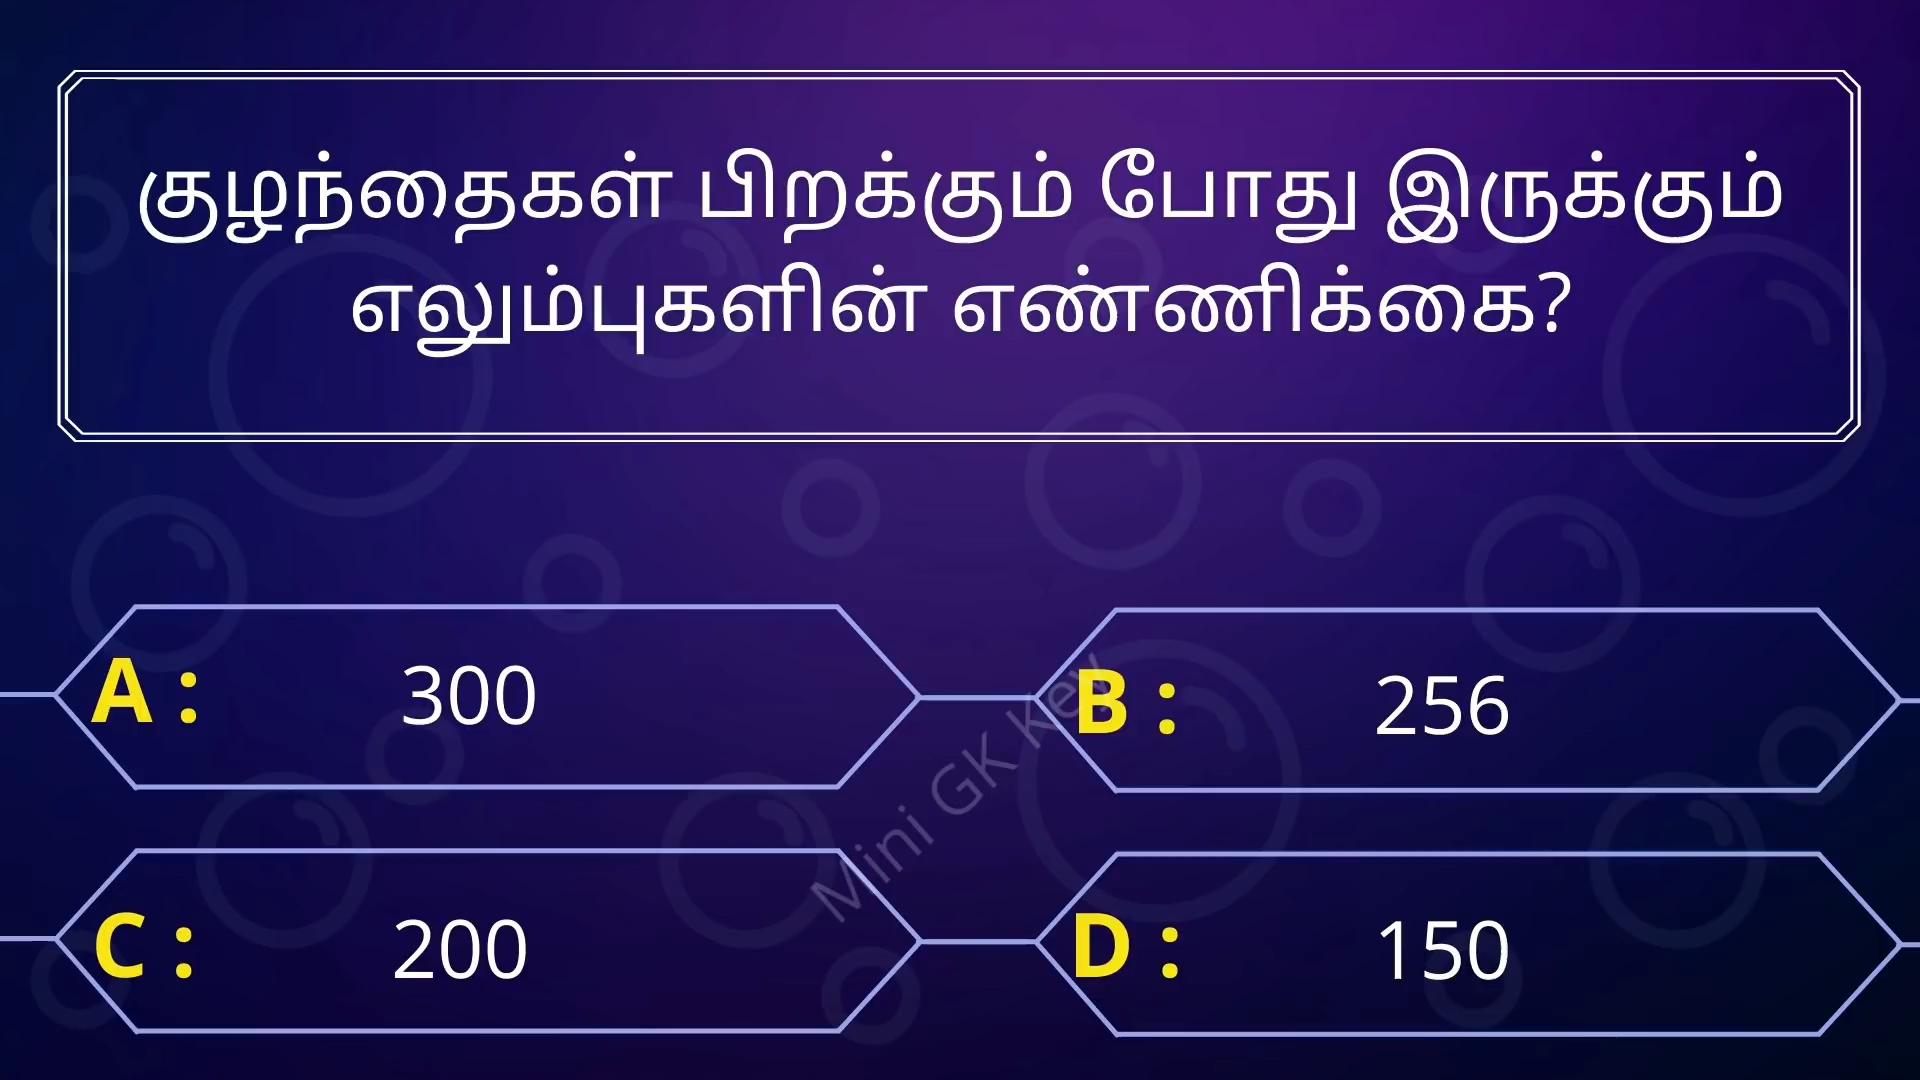 குழந்தைகள் பிறக்கும் போது இருக்கும்
எலும்புகளின் எண்ணிக்கை?
A : 300
B : 256
C : 200
D : 150
Mini GK Key